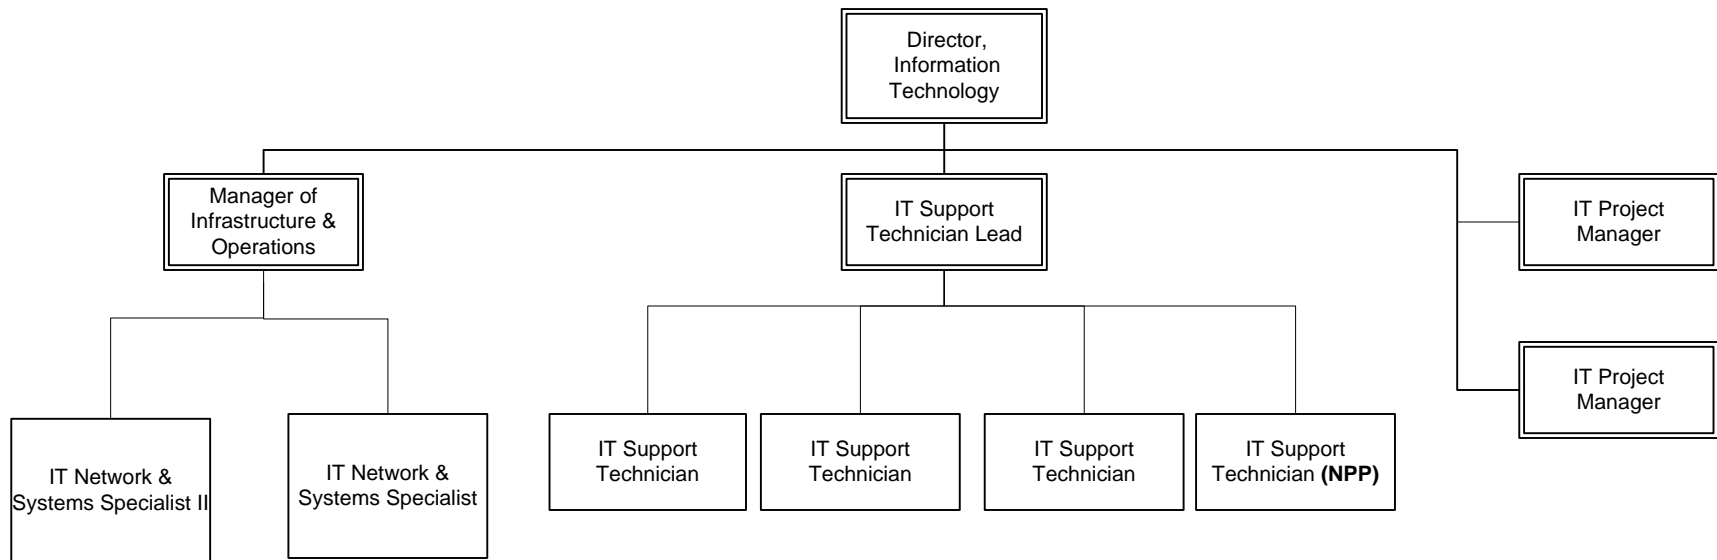 Director,
Information
Technology
Manager of
Infrastructure &
Operations
IT Support
Technician Lead
IT Project
Manager
IT Project
Manager
IT Network &
Systems Specialist II
IT Network &
Systems Specialist
IT Support
Technician
IT Support
Technician
IT Support
Technician
IT Support
Technician (NPP)